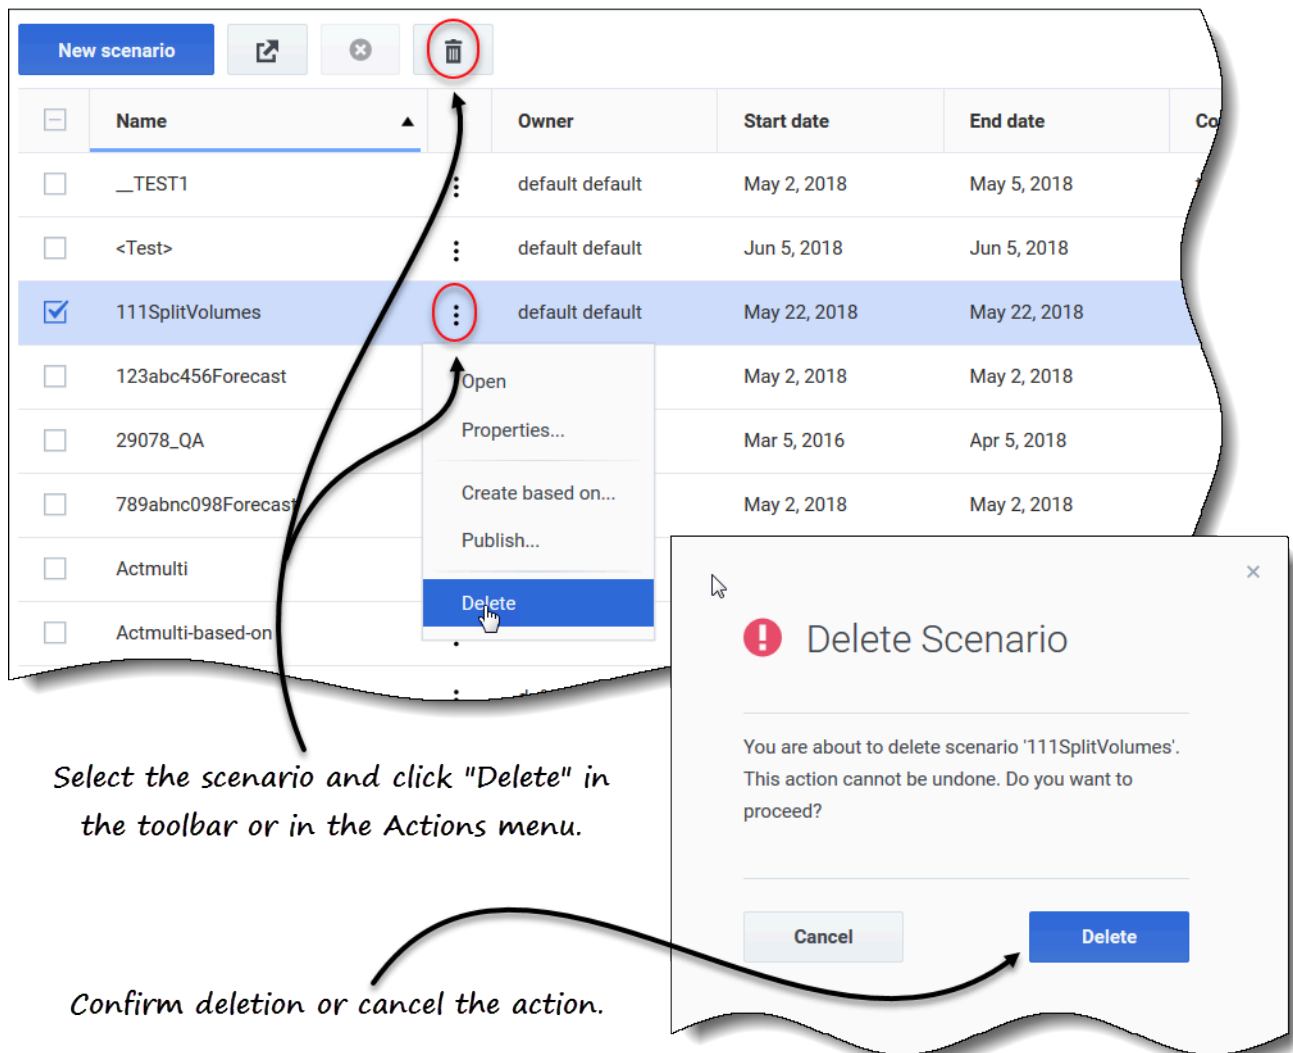 New scenario
Name Owner Start date End date Co
__TEST1 default default May 2, 2018 May 5, 2018
<Test> default default Jun 5, 2018 Jun 5, 2018
111SplitVolumes default default May 22, 2018 May 22, 2018
123abc456Forecast May 2, 2018 May 2, 2018
Open
Properties...
29078_QA Mar 5, 2016 Apr 5, 2018
Create based on...
789abnc098Forecast May 2, 2018 May 2, 2018
Publish...
Actmulti
Delete
Actmulti-based-on
Delete Scenario
You are about to delete scenario '111SplitVolumes'.
This action cannot be undone. Do you want to
proceed?
Cancel Delete
Select the scenario and click "Delete" in
the toolbar or in the Actions menu.
Confirm deletion or cancel the action.